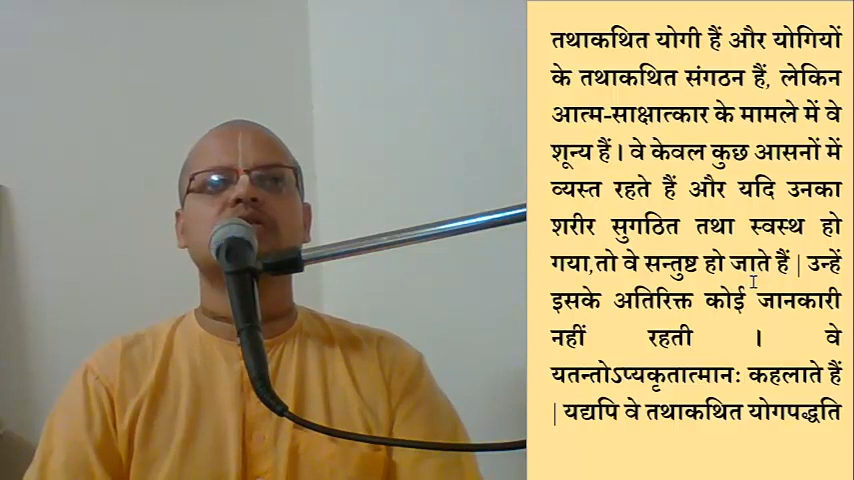 तथाकथित योगी हैं और योगियों
के तथाकथित संगठन हैं, लेकिन
आत्म-साक्षात्कार के मामले में वे
शून्य हैं । वे केवल कुछ आसनों में
व्यस्त रहते हैं और यदि उनका
शरीर सुगठित तथा स्वस्थ हो
गया,तो वे सन्तुष्ट हो जाते हैं | उन्हें
इसके अतिरिक्त कोई जानकारी
नहीं रहती । वे
यतन्तोऽप्यकृतात्मानः कहलाते हैं
| यद्यपि वे तथाकथित योगपद्धति